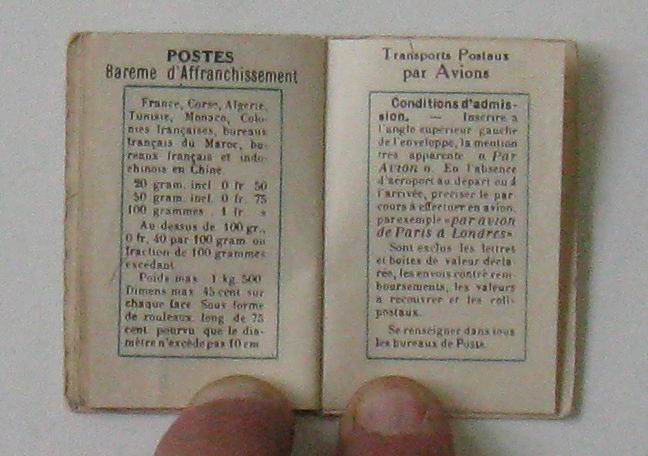 POSTES
Bareme d'Affranchissement
France, Corse, Algerie,
Tunisie, Monaco, Colo-
nies françaises, bureaux
français du Maroc, bu-
reaux français et indo-
chinois en Chine.
20 gram. incl. 0 fr. 50
50 gram. incl. 0 fr. 75
100 grammes . 1 fr. »
Au dessus de 100 gr.,
0 fr. 40 par 100 gram. ou
fraction de 100 grammes
excédant.
Poids max. 1 kg. 500
Dimens max. 45 cent. sur
chaque face. Sous forme
de rouleaux. long. de 75
cent. pourvu que le dia-
mètre n'excède pas 10 cm
Transports Postaux
par Avions
Conditions d'admis-
sion. — Inscrire à
l'angle supérieur gauche
de l'enveloppe, la mention
très apparente « Par
Avion ». En l'absence
d'aéroport au départ ou à
l'arrivée, préciser le par-
cours à effectuer en avion,
par exemple « par avion
de Paris à Londres»
Sont exclus les lettres
et boîtes de valeur décla-
rée, les envois contre rem-
boursements, les valeurs
à recouvrer et les coli-
postaux.
Se renseigner dans tous
les bureaux de Poste.